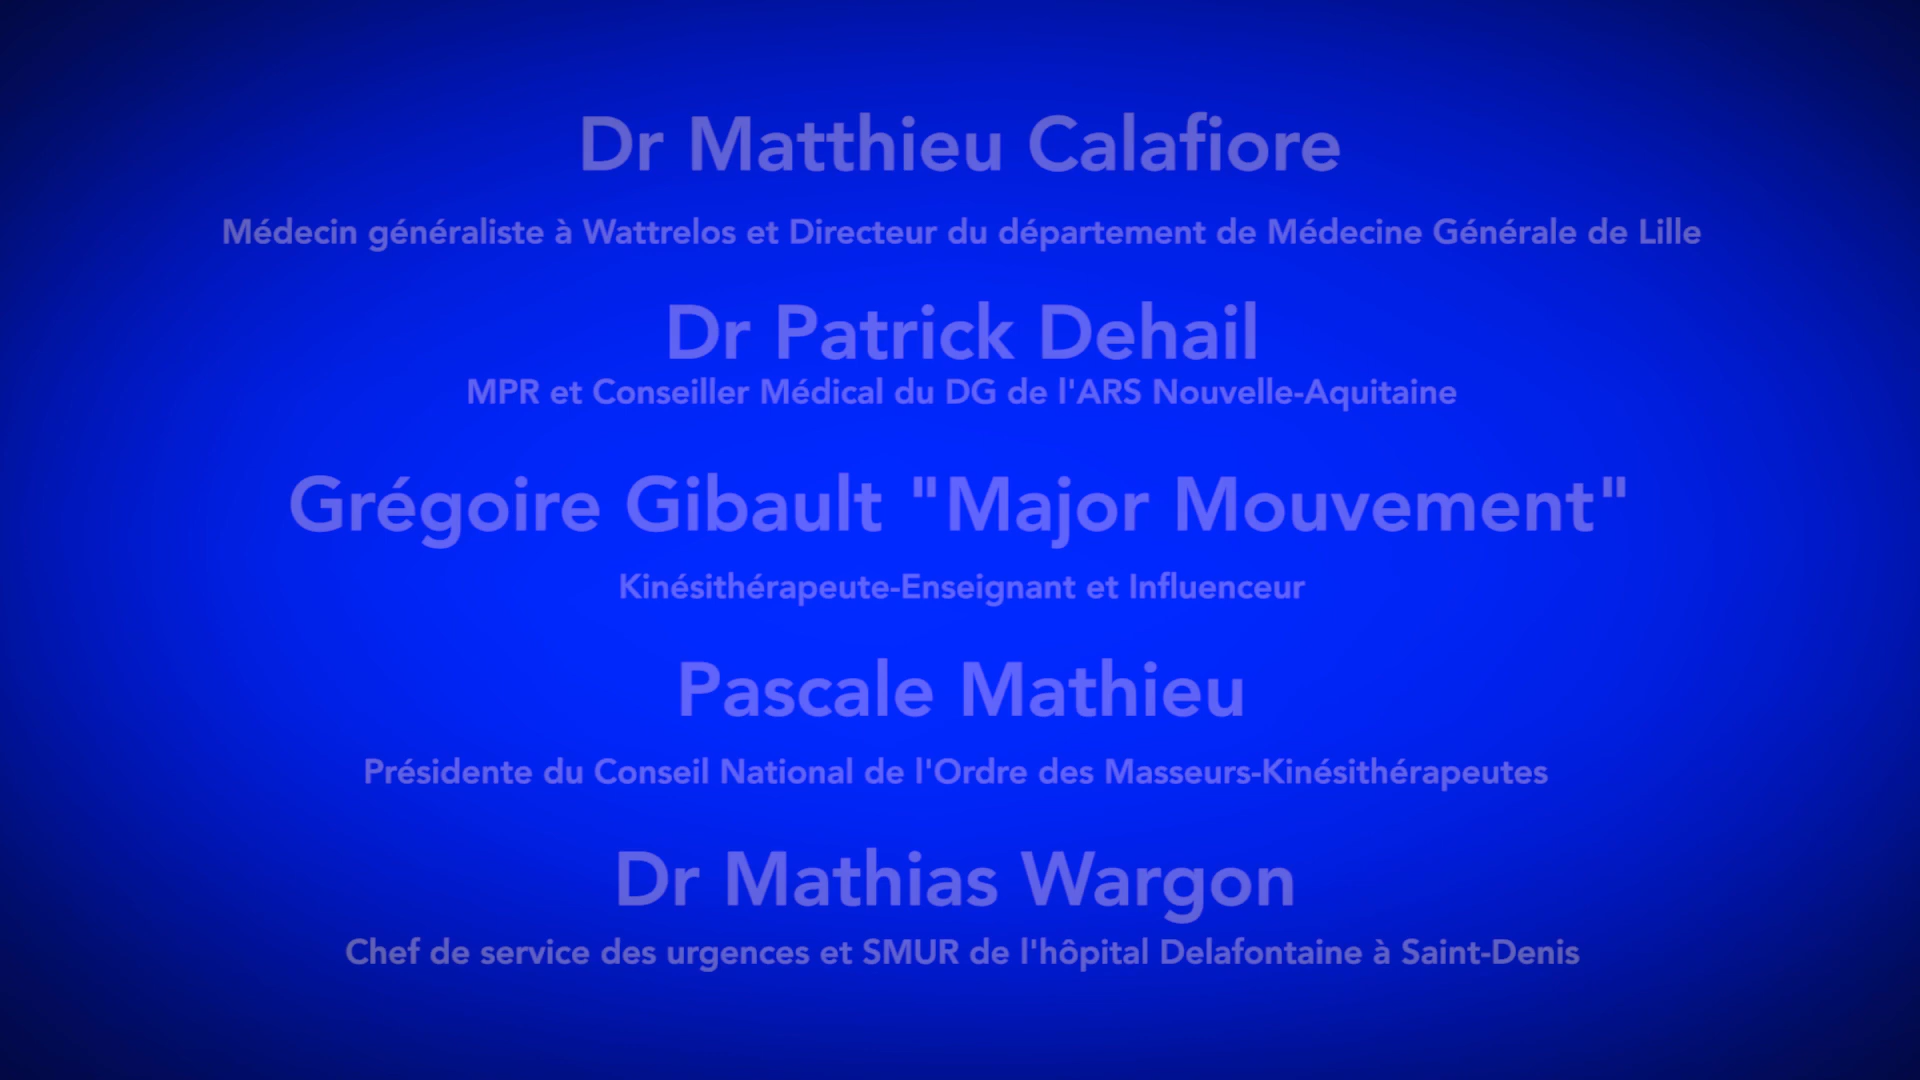 Dr Matthieu Calafiore
Médecin généraliste à Wattrelos et Directeur du département de Médecine Générale de Lille
Dr Patrick Dehail
MPR et Conseiller Médical du DG de l'ARS Nouvelle-Aquitaine
Grégoire Gibault "Major Mouvement"
Kinésithérapeute-Enseignant et Influenceur
Pascale Mathieu
Présidente du Conseil National de l'Ordre des Masseurs-Kinésithérapeutes
Dr Mathias Wargon
Chef de service des urgences et SMUR de l'hôpital Delafontaine à Saint-Denis